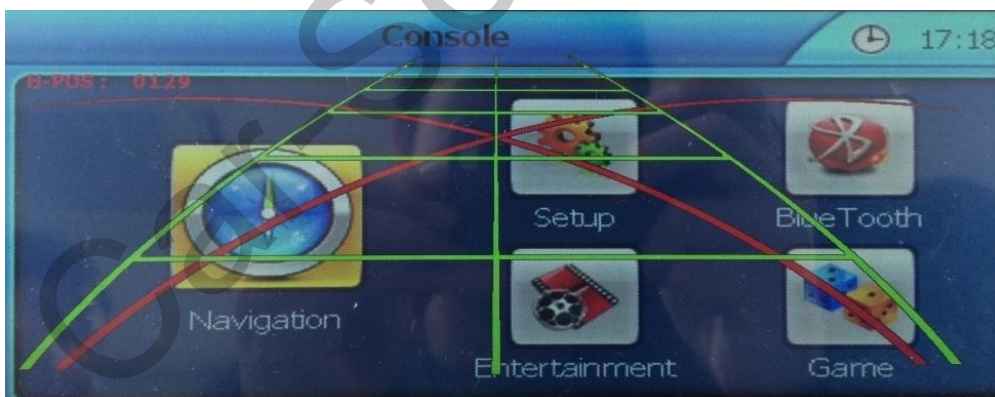 Console
17:18
H-POS: 0129
Setup
BlueTooth
Navigation
Entertainment
Game